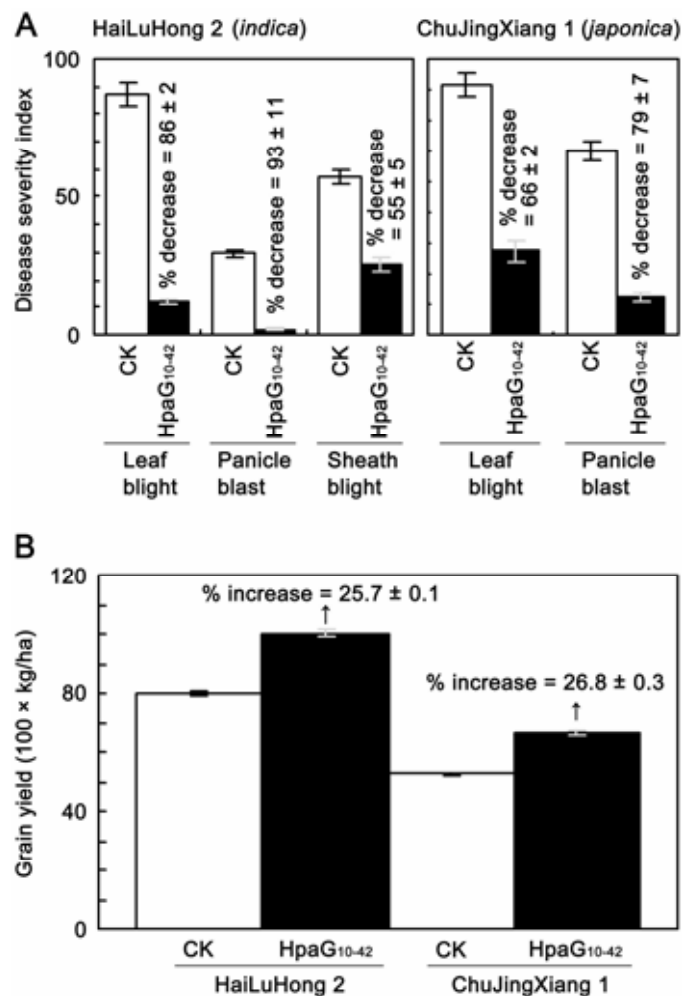 A
HaiLuHong 2 (indica)
ChuJingXiang 1 (japonica)
Disease severity index
100
50
0
% decrease = 86 ± 2
% decrease = 93 ± 11
% decrease
= 55 ± 5
% decrease
= 66 ± 2
% decrease = 79 ± 7
CK
HpaG10-42
CK
HpaG10-42
CK
HpaG10-42
CK
HpaG10-42
CK
HpaG10-42
Leaf
blight
Panicle
blast
Sheath
blight
Leaf
blight
Panicle
blast
B
Grain yield (100 × kg/ha)
120
80
40
0
% increase = 25.7 ± 0.1
↑
% increase = 26.8 ± 0.3
↑
CK HpaG10-42 CK HpaG10-42
HaiLuHong 2 ChuJingXiang 1